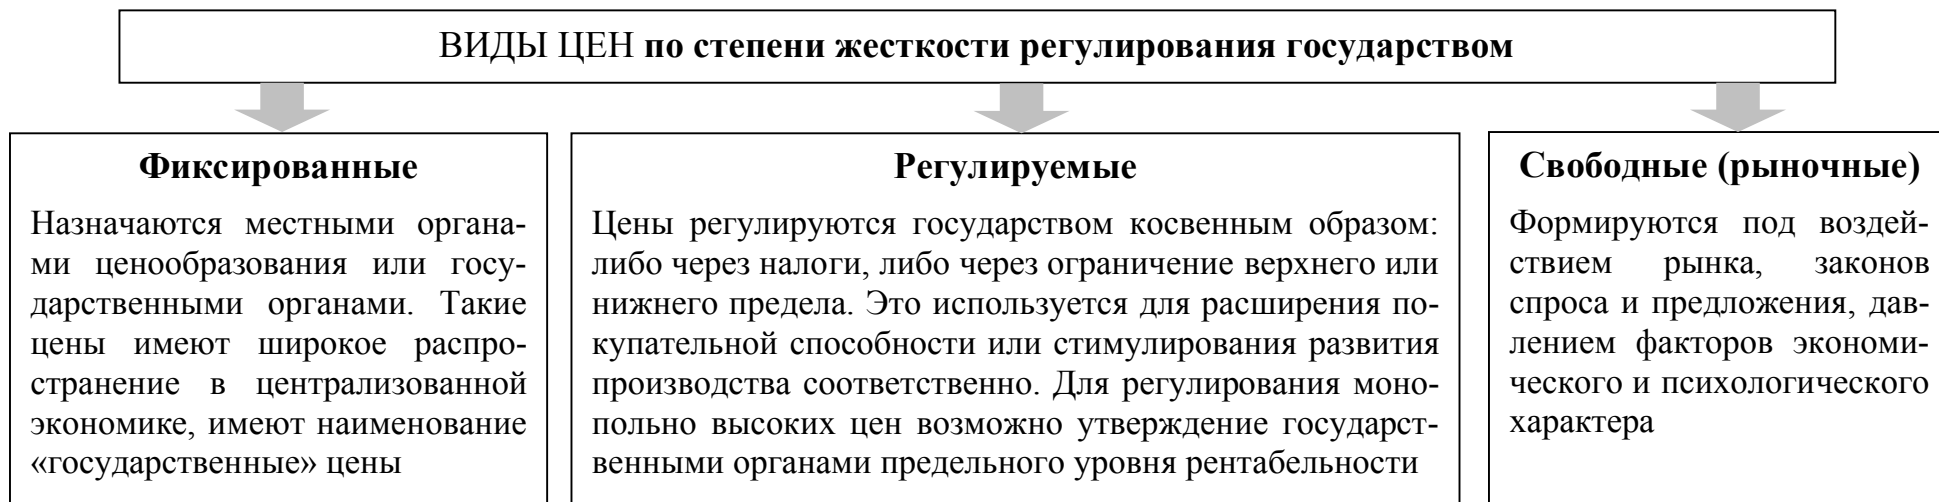 ВИДЫ ЦЕН по степени жесткости регулирования государством
Фиксированные
Назначаются местными органа-
ми ценообразования или госу-
дарственными органами. Такие
цены имеют широкое распро-
странение в централизованной
экономике, имеют наименование
«государственные» цены
Регулируемые
Цены регулируются государством косвенным образом:
либо через налоги, либо через ограничение верхнего или
нижнего предела. Это используется для расширения по-
купательной способности или стимулирования развития
производства соответственно. Для регулирования моно-
польно высоких цен возможно утверждение государст-
венными органами предельного уровня рентабельности
Свободные (рыночные)
Формируются под воздей-
ствием рынка, законов
спроса и предложения, дав-
лением факторов экономи-
ческого и психологического
характера